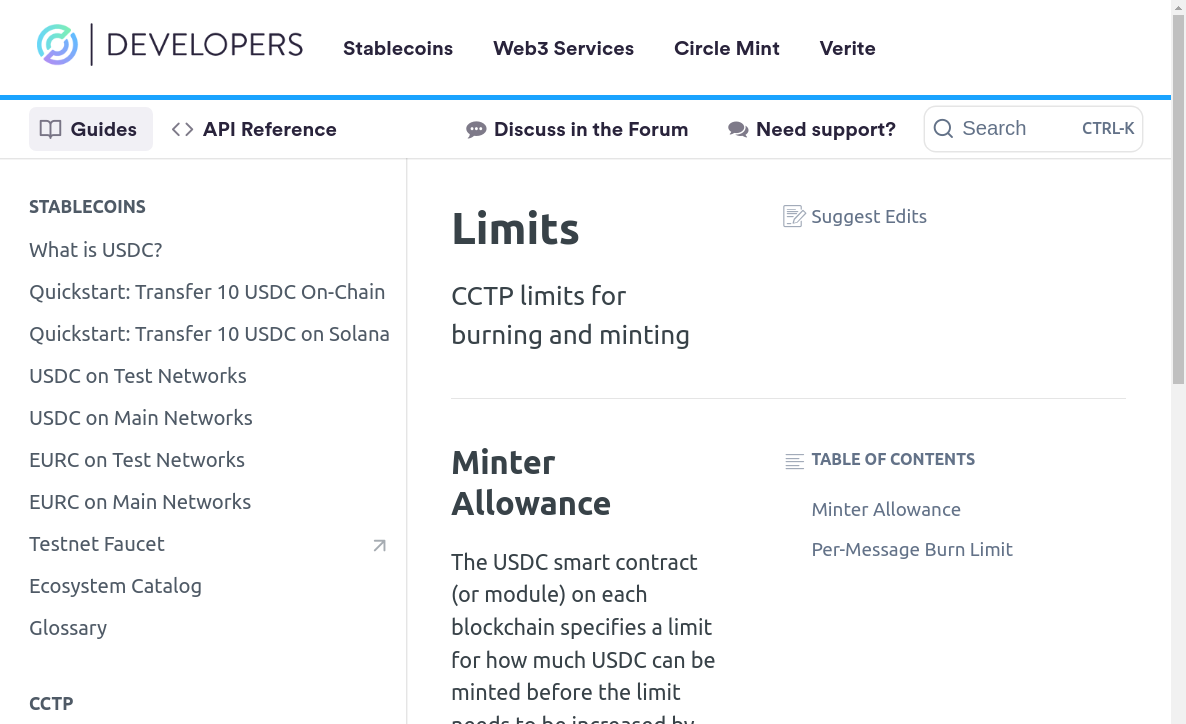 DEVELOPERS
Stablecoins
Web3 Services
Circle Mint
Verite
Guides
API Reference
Discuss in the Forum
Need support?
Search
CTRL-K
STABLECOINS
What is USDC?
Quickstart: Transfer 10 USDC On-Chain
Quickstart: Transfer 10 USDC on Solana
USDC on Test Networks
USDC on Main Networks
EURC on Test Networks
EURC on Main Networks
Testnet Faucet
Ecosystem Catalog
Glossary
CCTP
Limits
Suggest Edits
CCTP limits for
burning and minting
Minter
Allowance
The USDC smart contract
(or module) on each
blockchain specifies a limit
for how much USDC can be
minted before the limit
needs to be increased by
TABLE OF CONTENTS
Minter Allowance
Per-Message Burn Limit